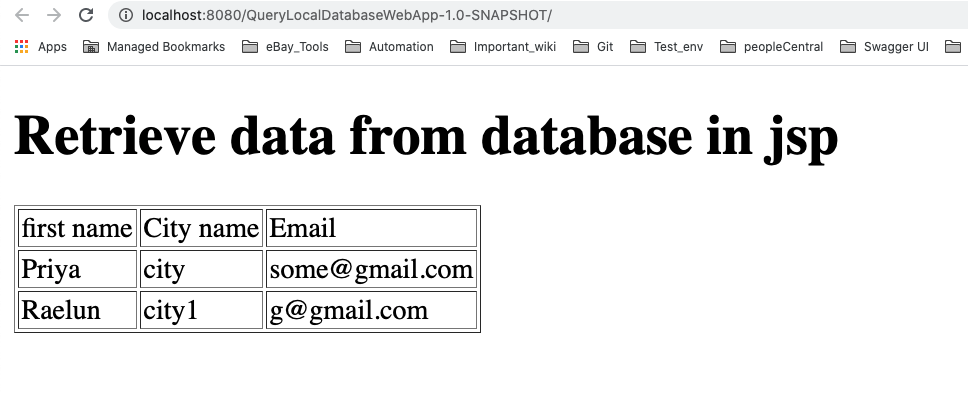 localhost:8080/QueryLocalDatabaseWebApp-1.0-SNAPSHOT/
Apps Managed Bookmarks eBay_Tools Automation Important_wiki Git Test_env peopleCentral Swagger UI
Retrieve data from database in jsp
first name City name Email
Priya city some@gmail.com
Raelun city1 g@gmail.com